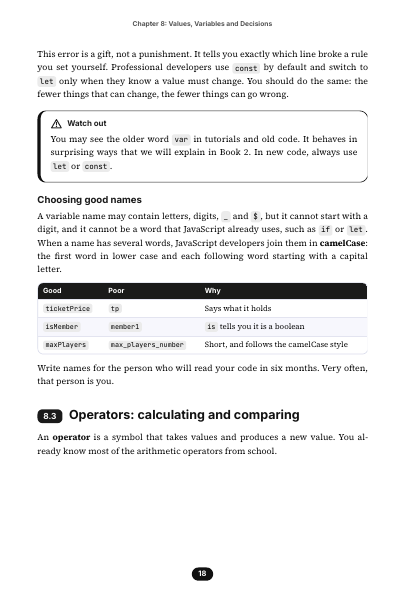 Chapter 8: Values, Variables and Decisions
This error is a gift, not a punishment. It tells you exactly which line broke a rule
you set yourself. Professional developers use const by default and switch to
let only when they know a value must change. You should do the same: the
fewer things that can change, the fewer things can go wrong.
Watch out
You may see the older word var in tutorials and old code. It behaves in
surprising ways that we will explain in Book 2. In new code, always use
let or const.
Choosing good names
A variable name may contain letters, digits, _ and $, but it cannot start with a
digit, and it cannot be a word that JavaScript already uses, such as if or let.
When a name has several words, JavaScript developers join them in camelCase:
the first word in lower case and each following word starting with a capital
letter.
Good Poor Why
ticketPrice tp Says what it holds
isMember member1 is tells you it is a boolean
maxPlayers max_players_number Short, and follows the camelCase style
Write names for the person who will read your code in six months. Very often,
that person is you.
8.3 Operators: calculating and comparing
An operator is a symbol that takes values and produces a new value. You al-
ready know most of the arithmetic operators from school.
18